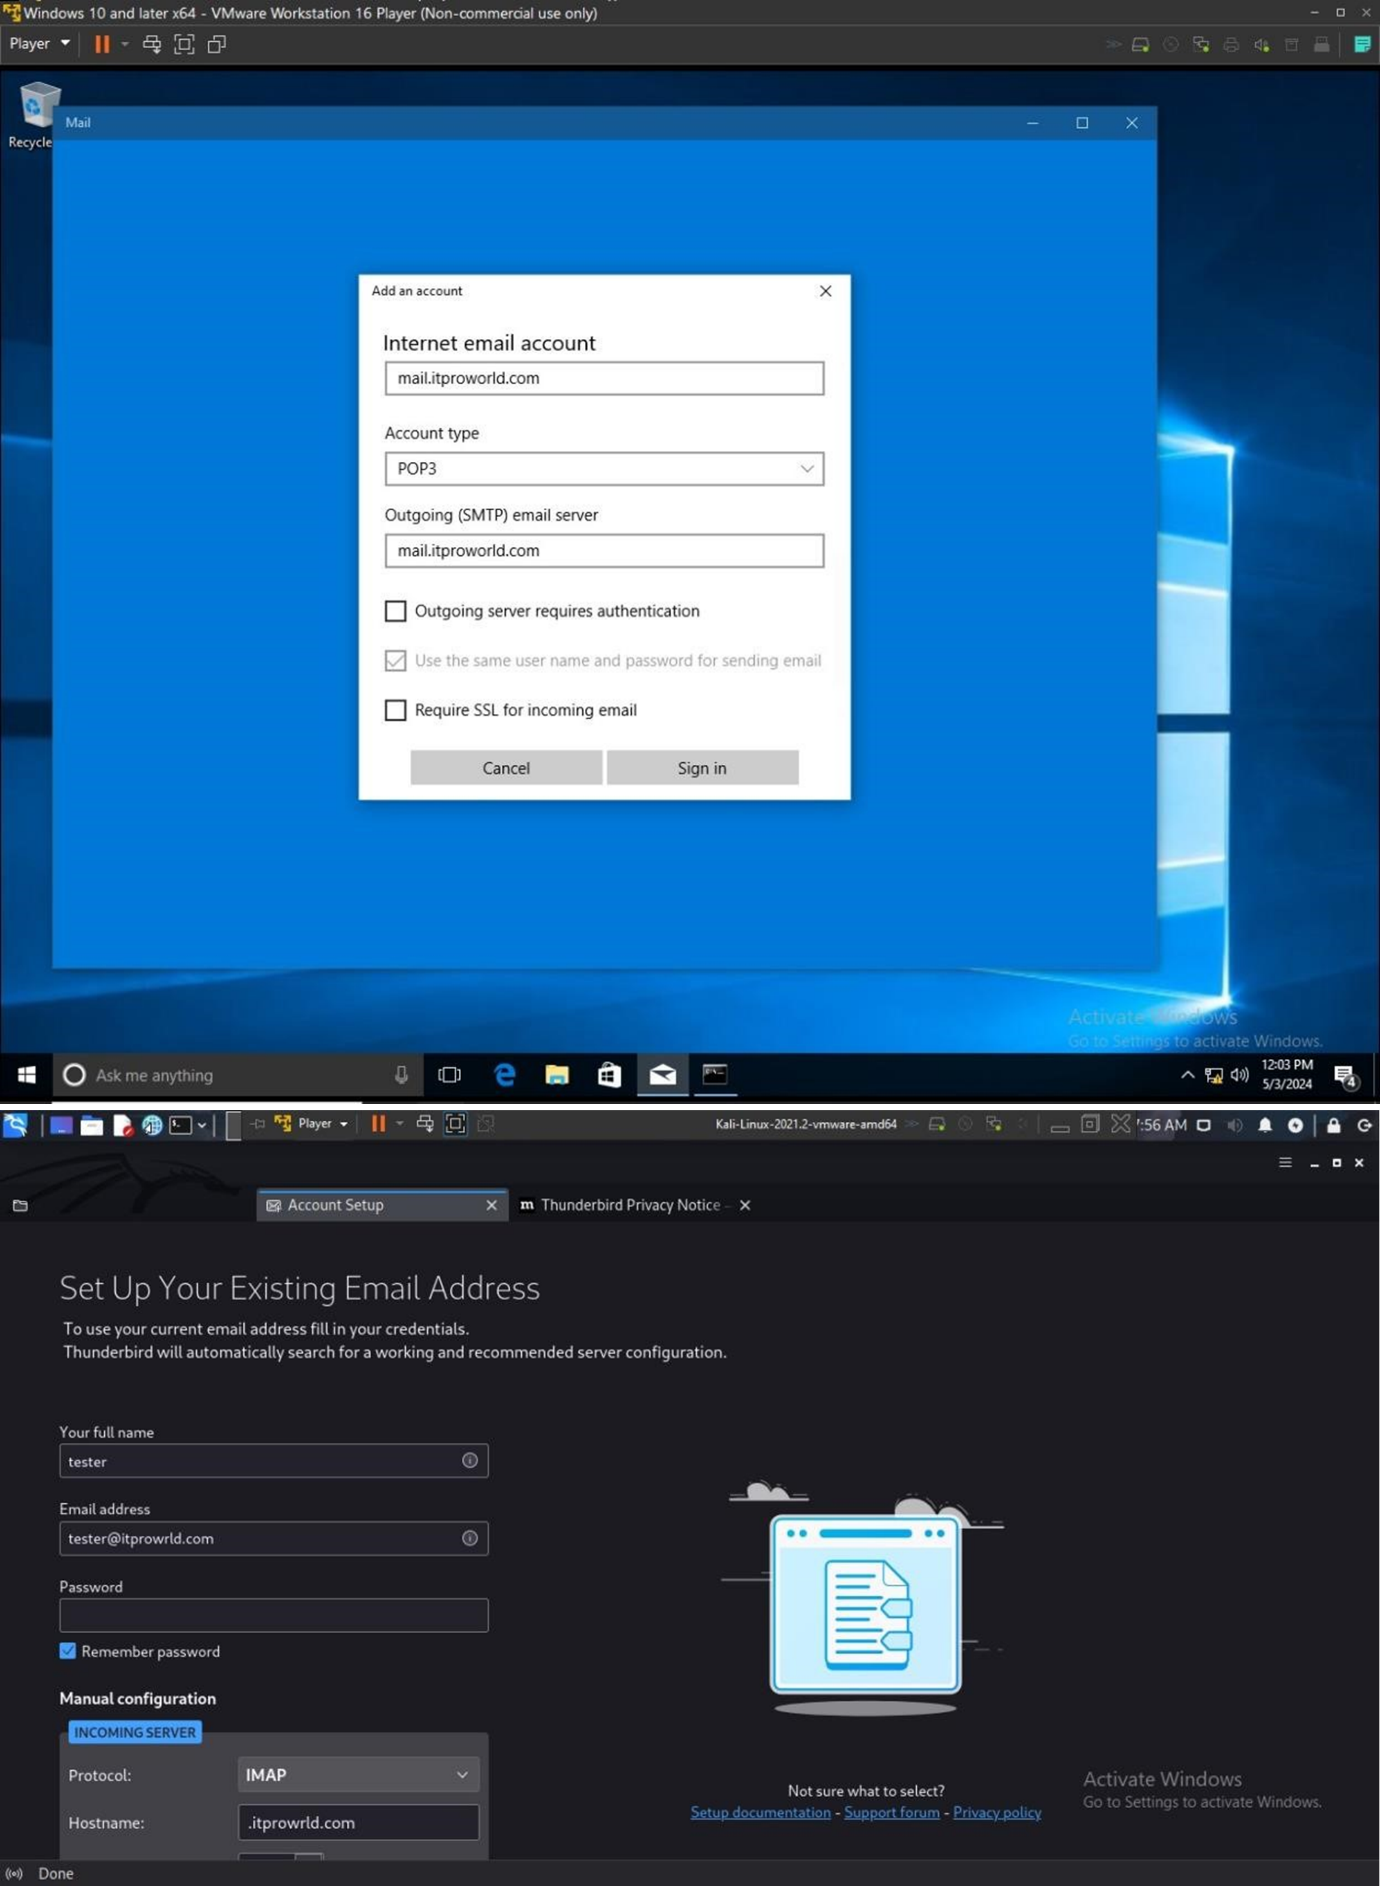 Windows 10 and later x64 - VMware Workstation 16 Player (Non-commercial use only)
Player
Recycle
Mail
Add an account
Internet email account
mail.itproworld.com
Account type
POP3
Outgoing (SMTP) email server
mail.itproworld.com
Outgoing server requires authentication
Use the same user name and password for sending email
Require SSL for incoming email
Cancel
Sign in
Activate Windows
Go to Settings to activate Windows.
Ask me anything
12:03 PM
5/3/2024
4
Player
Kali-Linux-2021.2-vmware-amd64
:56 AM
Account Setup
m Thunderbird Privacy Notice –
Set Up Your Existing Email Address
To use your current email address fill in your credentials.
Thunderbird will automatically search for a working and recommended server configuration.
Your full name
tester
Email address
tester@itprowrld.com
Password
Remember password
Manual configuration
INCOMING SERVER
Protocol:
IMAP
Hostname:
.itprowrld.com
Not sure what to select?
Setup documentation - Support forum - Privacy policy
Activate Windows
Go to Settings to activate Windows.
Done